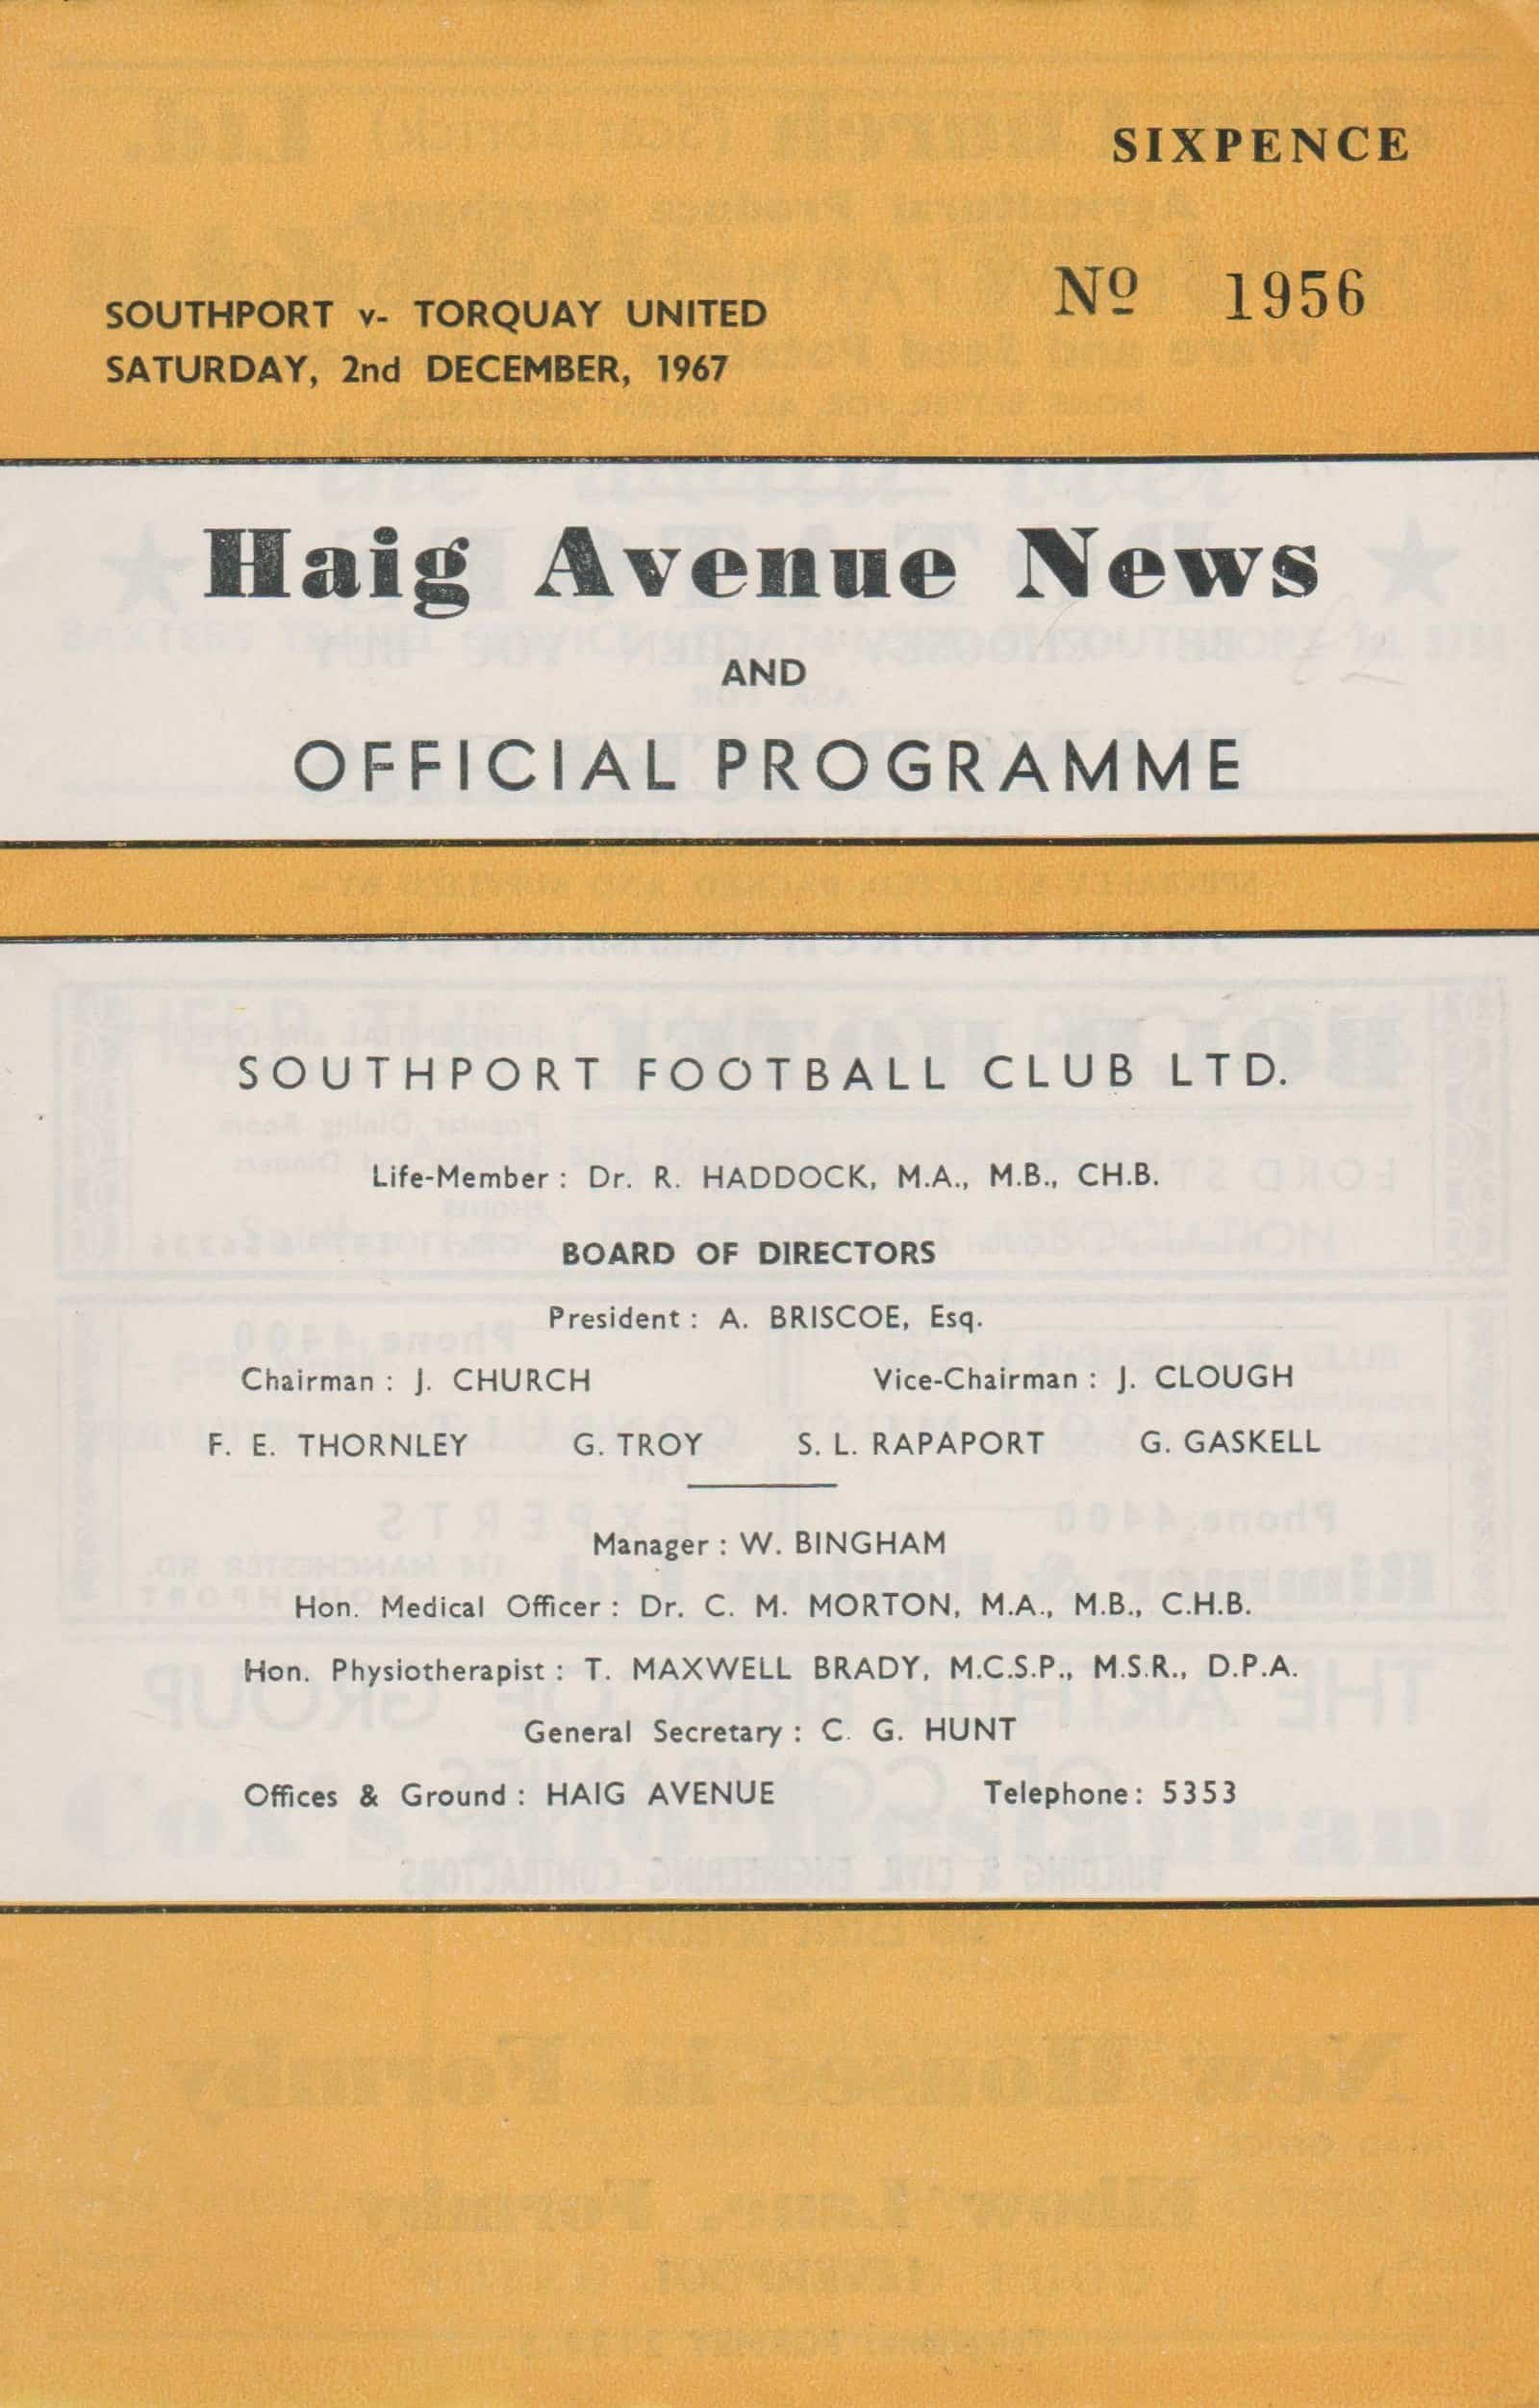 SIXPENCE
Nº 1956
SOUTHPORT v- TORQUAY UNITED
SATURDAY, 2nd DECEMBER, 1967
Haig Avenue News
AND
OFFICIAL PROGRAMME
SOUTHPORT FOOTBALL CLUB LTD.
Life-Member : Dr. R. HADDOCK, M.A., M.B., CH.B.
BOARD OF DIRECTORS
President : A. BRISCOE, Esq.
Chairman : J. CHURCH Vice-Chairman : J. CLOUGH
F. E. THORNLEY G. TROY S. L. RAPAPORT G. GASKELL
Manager : W. BINGHAM
Hon. Medical Officer : Dr. C. M. MORTON, M.A., M.B., C.H.B.
Hon. Physiotherapist : T. MAXWELL BRADY, M.C.S.P., M.S.R., D.P.A.
General Secretary : C. G. HUNT
Offices & Ground : HAIG AVENUE Telephone : 5353